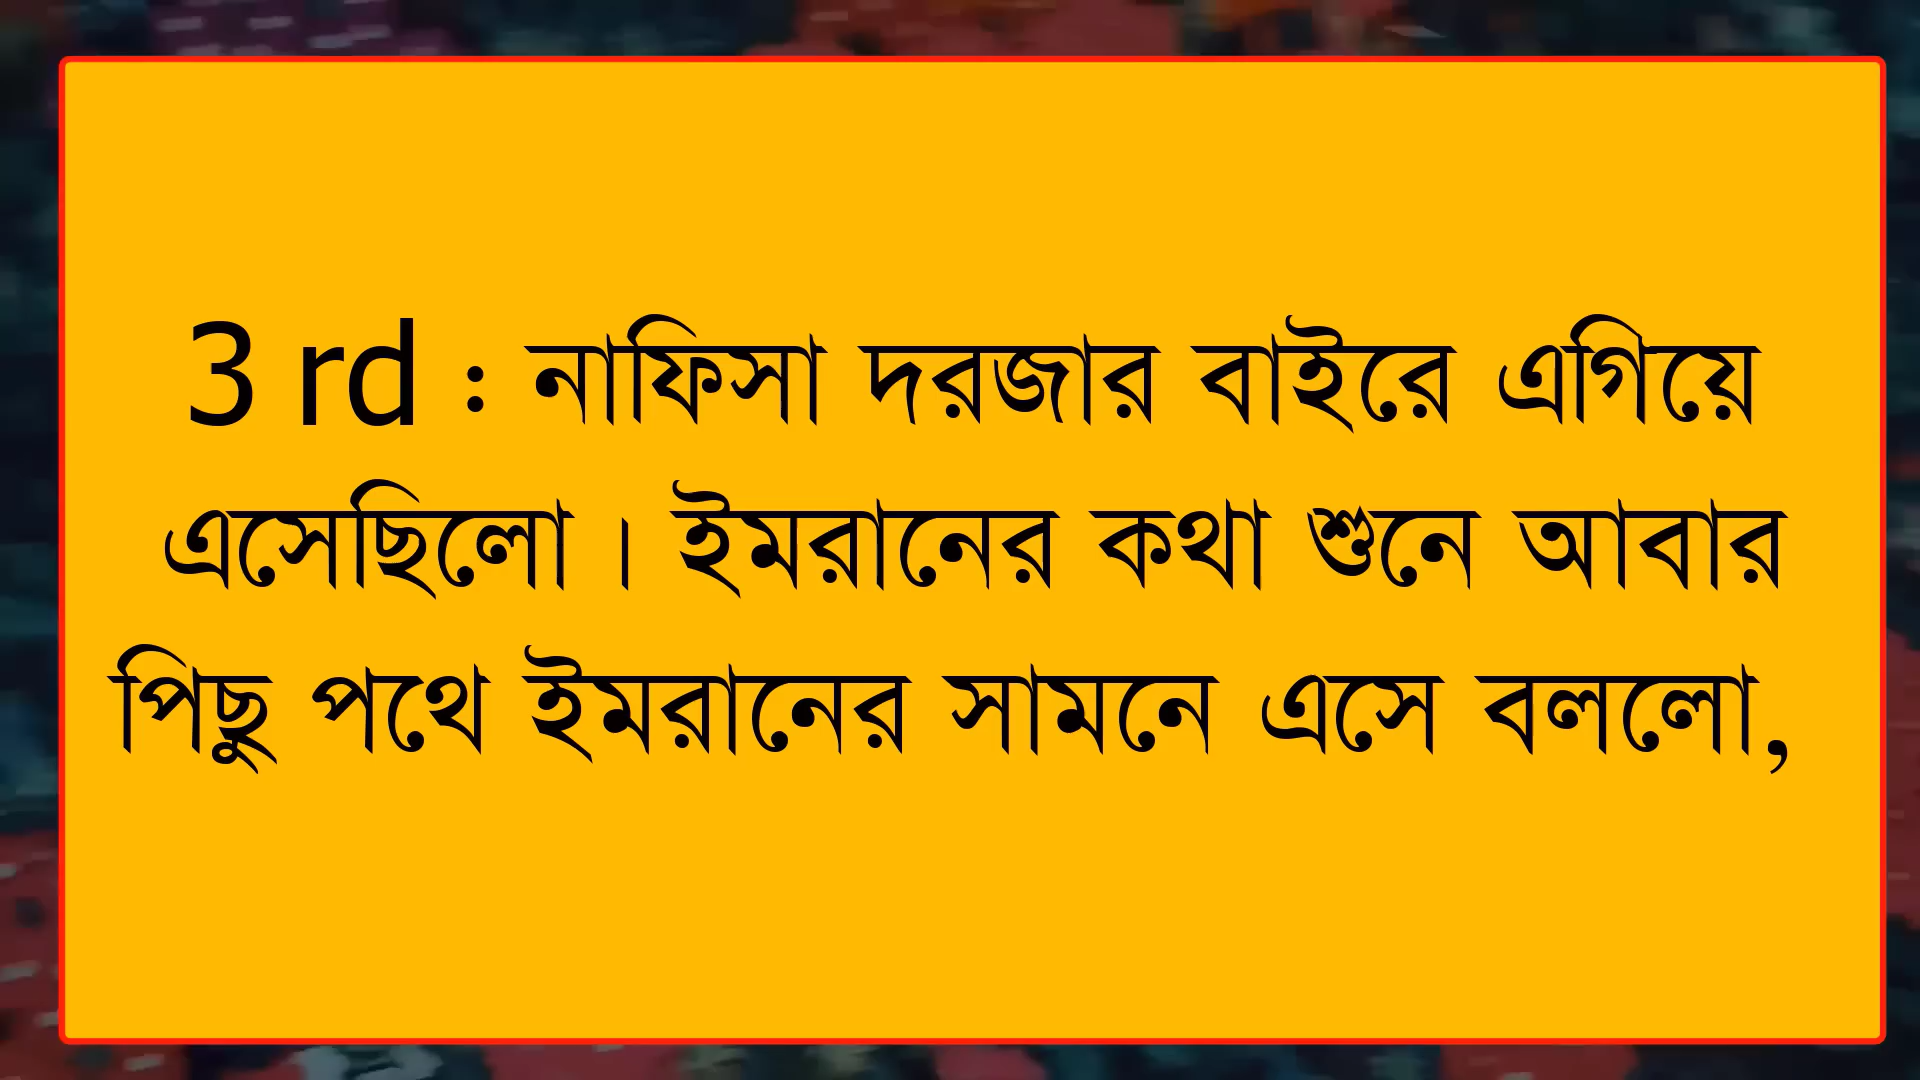 3 rd : নাফিসা দরজার বাইরে এগিয়ে
এসেছিলো। ইমরানের কথা শুনে আবার
পিছু পথে ইমরানের সামনে এসে বললো,